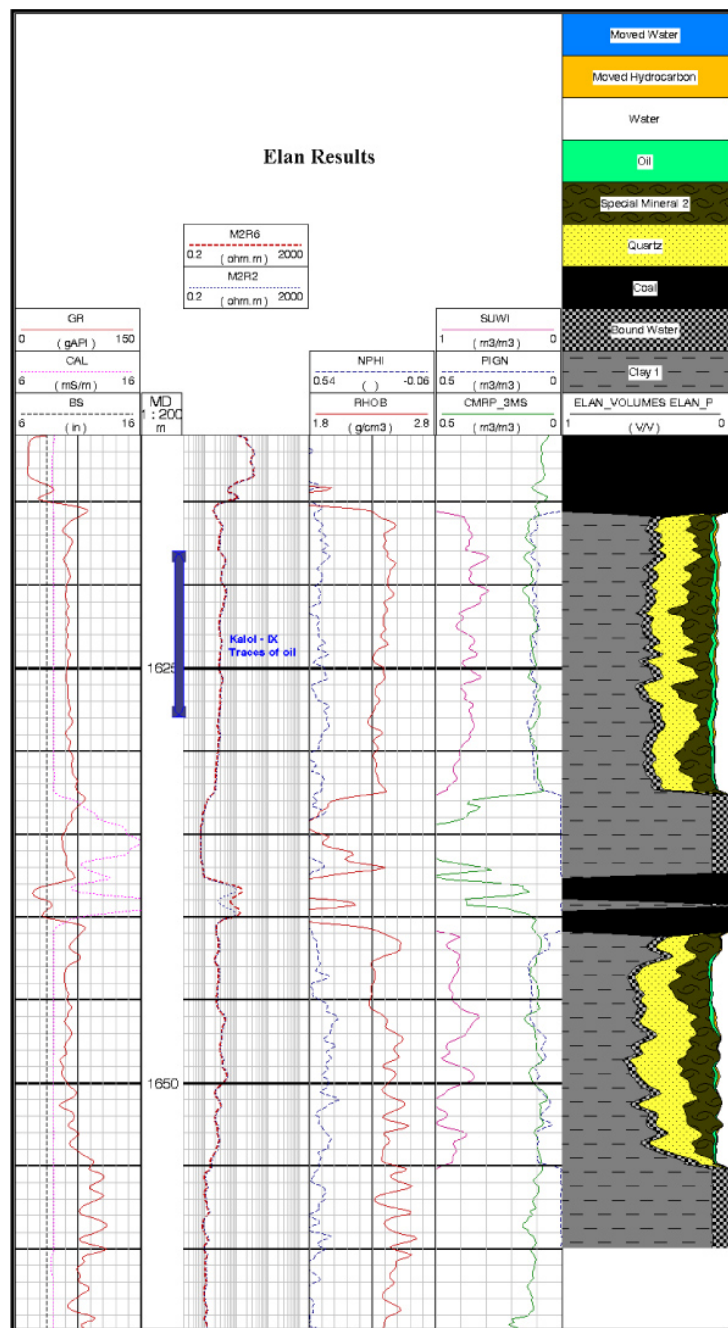 Moved Water
Moved Hydrocarbon
Water
Elan Results
Oil
Special Mineral 2
M2R6
0.2 ( ohm.m ) 2000
Quartz
M2R2
0.2 ( ohm.m ) 2000
Coal
GR
0 ( gAPI ) 150
SUWI
1 ( m3/m3 ) 0
Bound Water
CAL
6 ( mS/m ) 16
NPHI
0.54 ( ) -0.06
PIGN
0.5 ( m3/m3 ) 0
Clay 1
BS
6 ( in ) 16
MD
1 : 200
m
RHOB
1.8 ( g/cm3 ) 2.8
CMRP_3MS
0.5 ( m3/m3 ) 0
ELAN_VOLUMES ELAN_P
1 ( V/V ) 0
Kalol - IX
Traces of oil
1625
1650